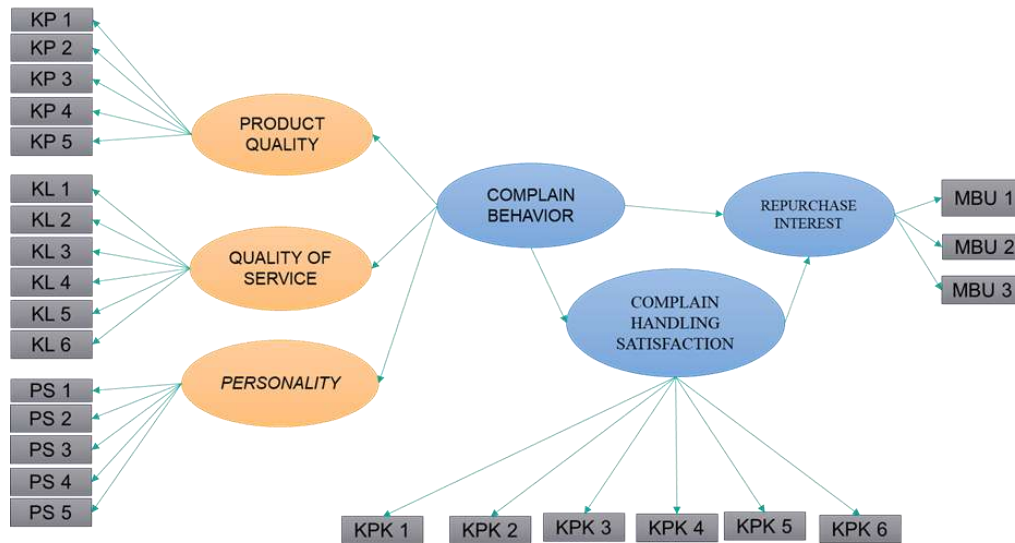 KP 1
KP 2
KP 3
KP 4
KP 5
PRODUCT
QUALITY
KL 1
KL 2
KL 3
KL 4
KL 5
KL 6
QUALITY OF
SERVICE
PS 1
PS 2
PS 3
PS 4
PS 5
PERSONALITY
COMPLAIN
BEHAVIOR
COMPLAIN
HANDLING
SATISFACTION
REPURCHASE
INTEREST
MBU 1
MBU 2
MBU 3
KPK 1
KPK 2
KPK 3
KPK 4
KPK 5
KPK 6